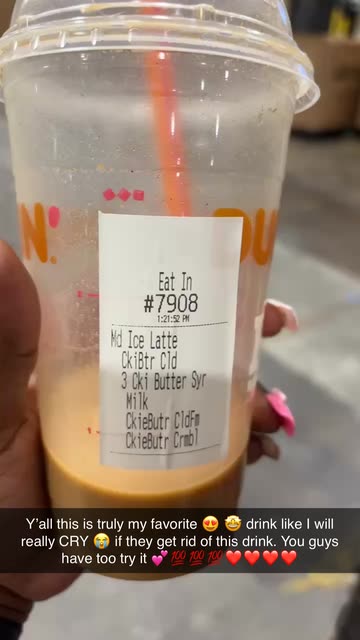 N'
DU
Eat In
#7908
1:21:52 PM
Md Ice Latte
CkiBtr Cld
3 Cki Butter Syr
Milk
CkieButr CldFm
CkieButr Crmbl
Y'all this is truly my favorite 😍 🤩 drink like I will
really CRY 😭 if they get rid of this drink. You guys
have too try it 💕💯💯💯❤️❤️❤️❤️